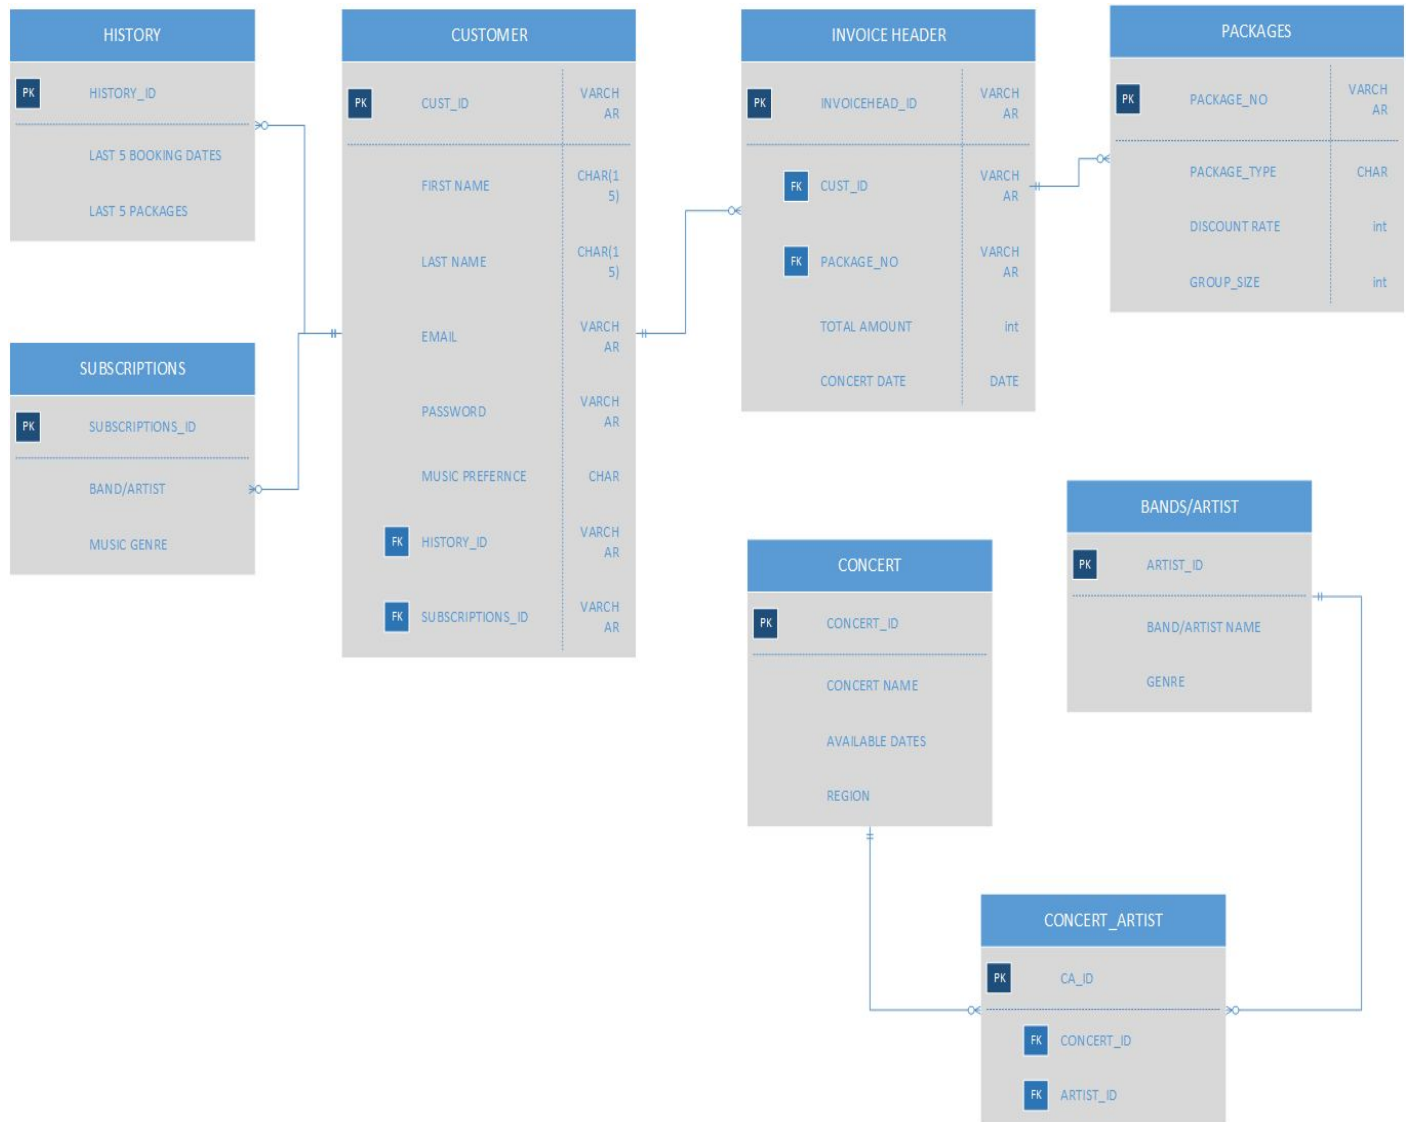 HISTORY
PK HISTORY_ID
LAST 5 BOOKING DATES
LAST 5 PACKAGES
SUBSCRIPTIONS
PK SUBSCRIPTIONS_ID
BAND/ARTIST
MUSIC GENRE
CUSTOMER
PK CUST_ID VARCH
AR
FIRST NAME CHAR(1
5)
LAST NAME CHAR(1
5)
EMAIL VARCH
AR
PASSWORD VARCH
AR
MUSIC PREFERNCE CHAR
FK HISTORY_ID VARCH
AR
FK SUBSCRIPTIONS_ID VARCH
AR
INVOICE HEADER
PK INVOICEHEAD_ID VARCH
AR
FK CUST_ID VARCH
AR
FK PACKAGE_NO VARCH
AR
TOTAL AMOUNT int
CONCERT DATE DATE
PACKAGES
PK PACKAGE_NO VARCH
AR
PACKAGE_TYPE CHAR
DISCOUNT RATE int
GROUP_SIZE int
CONCERT
PK CONCERT_ID
CONCERT NAME
AVAILABLE DATES
REGION
BANDS/ARTIST
PK ARTIST_ID
BAND/ARTIST NAME
GENRE
CONCERT_ARTIST
PK CA_ID
FK CONCERT_ID
FK ARTIST_ID